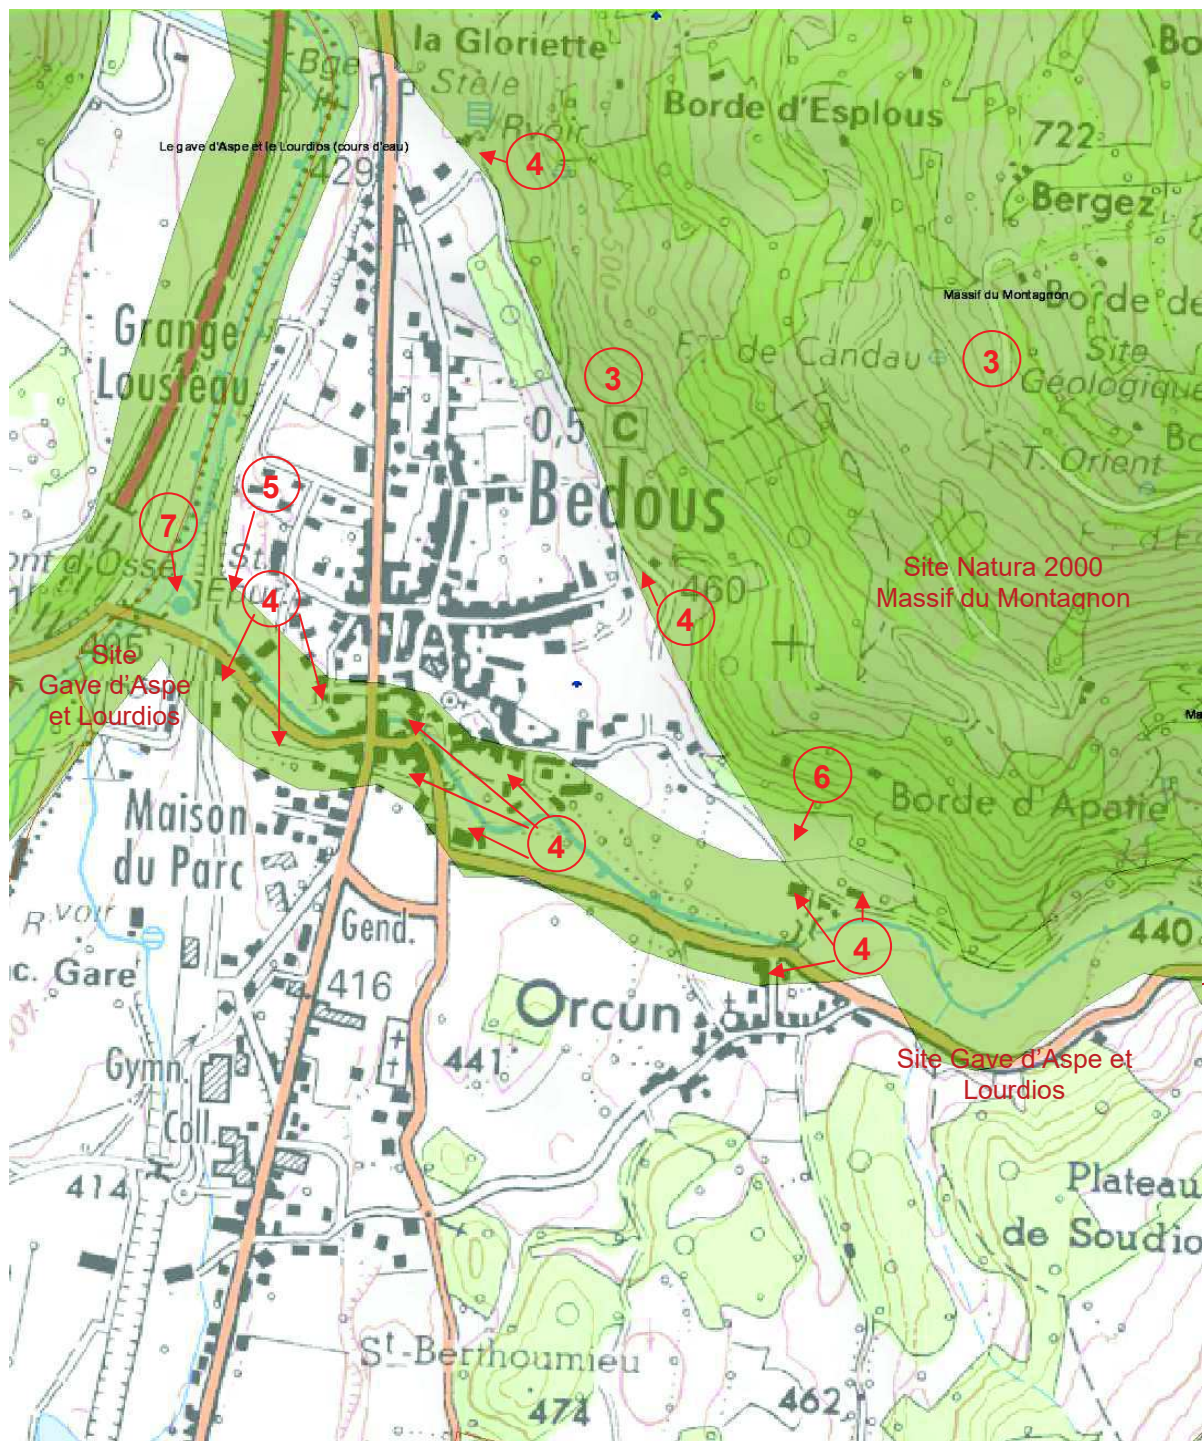 la Gloriette
Bge
Stèle
Rvoir
Borde d'Esplous
722
Le gave d'Aspe et le Lourdios (cours d'eau)
4
429
Bergez
500
Massif du Montagnon
Borde de
Grange
Lousteau
Fne de Candau
3
Site
Géologique
3
0,5 C
T. Orient
5
Bedous
7
Pont d'Osse
St.
Epur.
4
460
4
Site Natura 2000
Massif du Montagnon
405
Site
Gave d'Aspe
et Lourdios
6
Maison
du Parc
Borde d'Apatie
4
Rvoir
Gend.
4
440
c. Gare
416
Orcun
441
Gymn.
Site Gave d'Aspe et
Lourdios
Coll.
414
Plateau
de Soudio
St-Berthoumieu
474
462